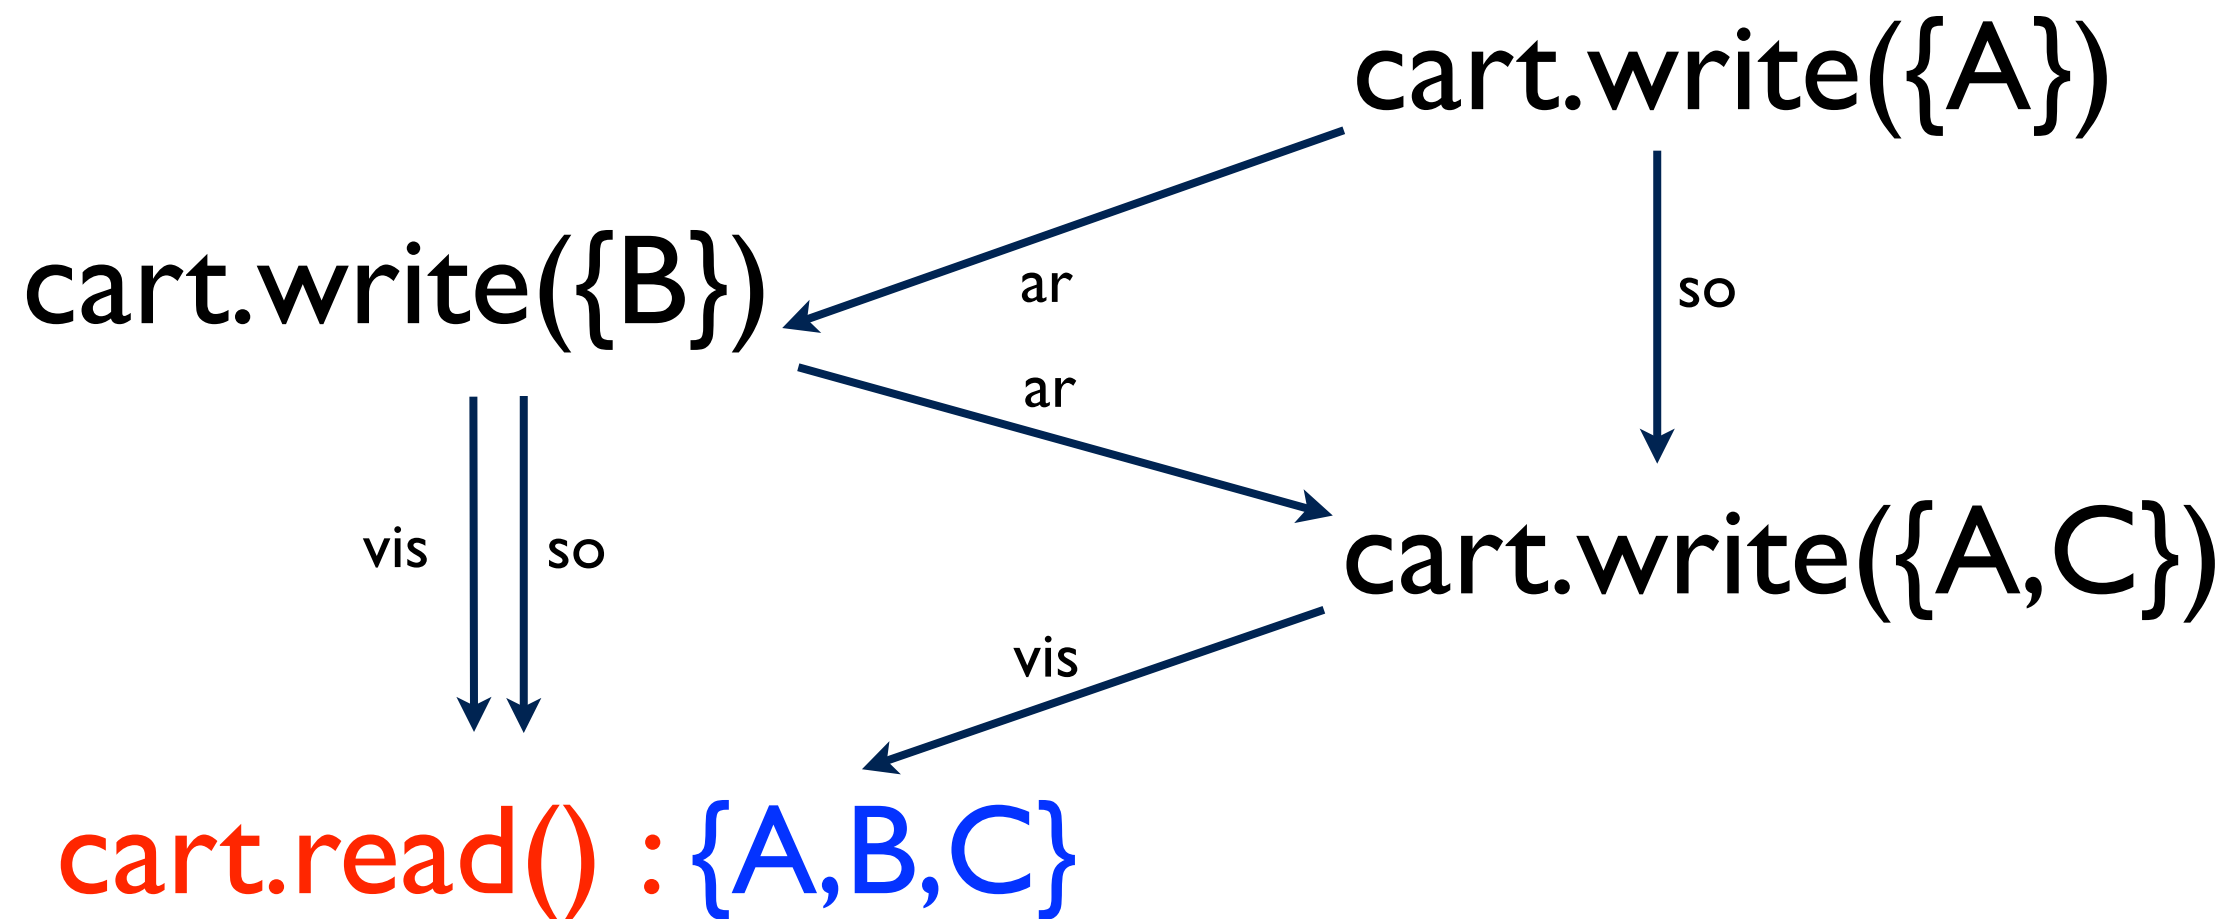 cart.write({A})
cart.write({B})
ar
so
ar
vis
so
cart.write({A,C})
vis
cart.read() : {A,B,C}